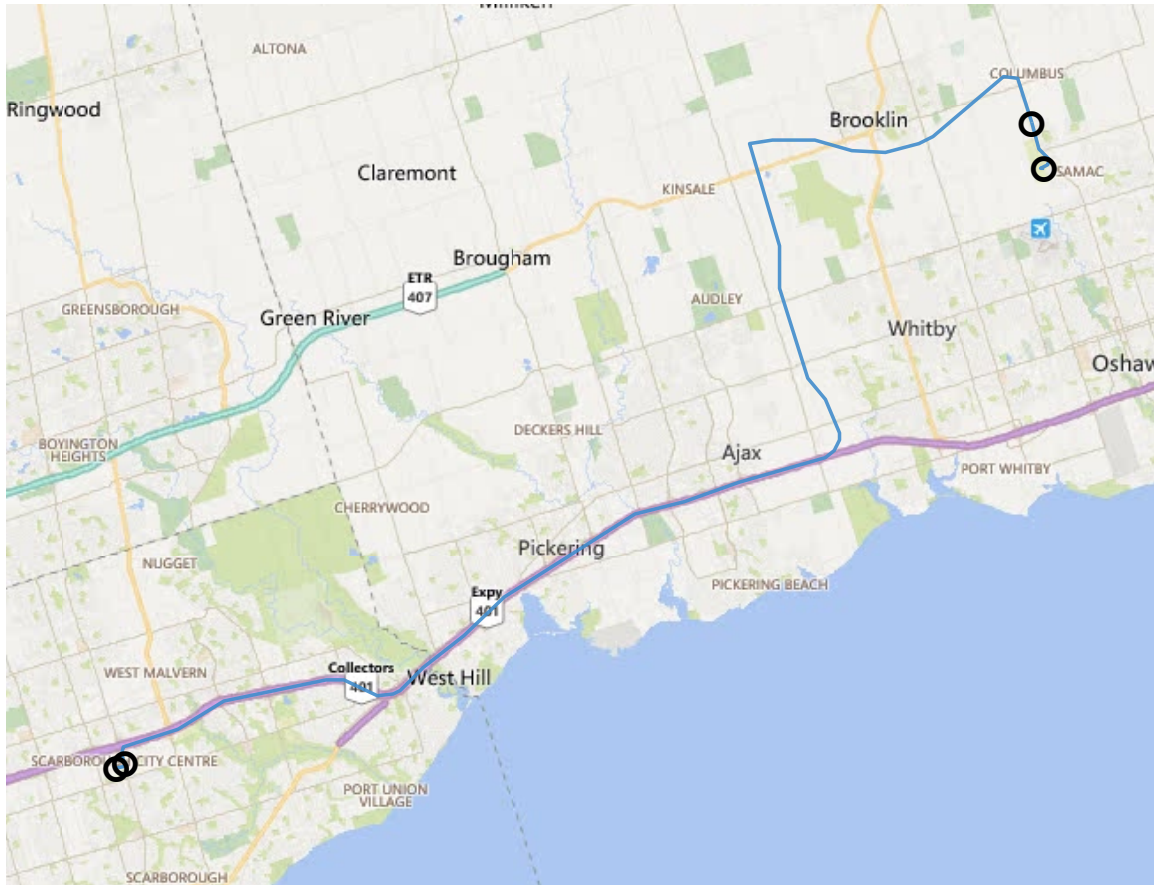 Milliken
ALTONA
COLUMBUS
Ringwood
Brooklin
Claremont
SAMAC
KINSALE
Brougham
ETR
407
AUDLEY
GREENSBOROUGH
Green River
Whitby
Oshaw
DECKERS HILL
BOYINGTON
HEIGHTS
Ajax
PORT WHITBY
CHERRYWOOD
Pickering
NUGGET
PICKERING BEACH
Expy
401
WEST MALVERN
Collectors
401
West Hill
SCARBOROUGH CITY CENTRE
PORT UNION
VILLAGE
SCARBOROUGH